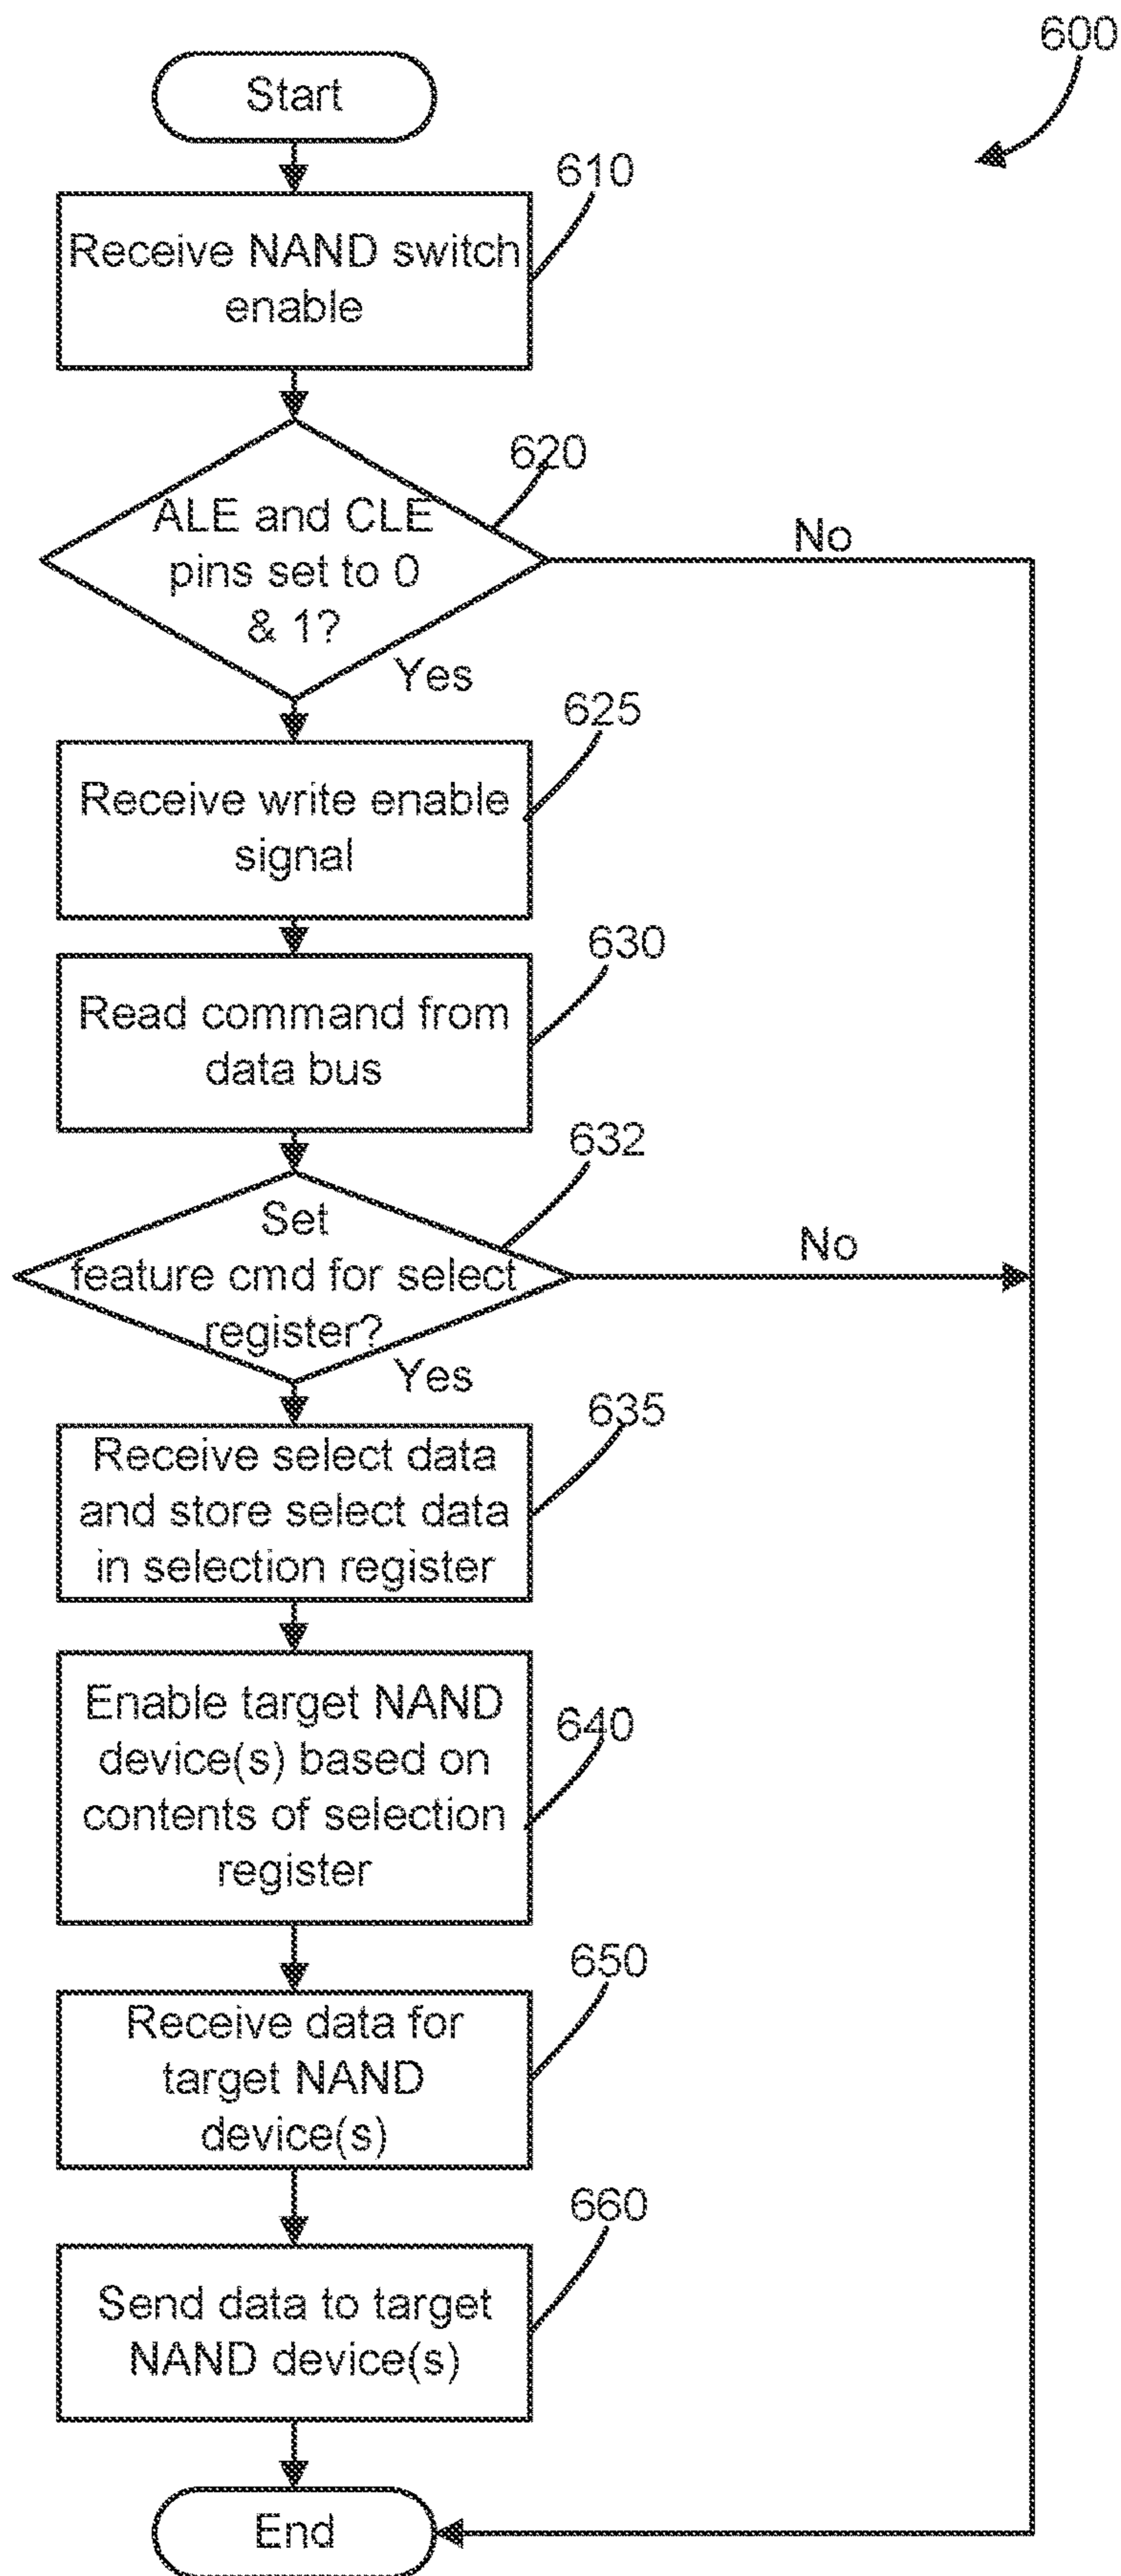 600
Start
610
Receive NAND switch
enable
620
ALE and CLE
pins set to 0
& 1?
No
Yes
625
Receive write enable
signal
630
Read command from
data bus
632
Set
feature cmd for select
register?
No
Yes
635
Receive select data
and store select data
in selection register
640
Enable target NAND
device(s) based on
contents of selection
register
650
Receive data for
target NAND
device(s)
660
Send data to target
NAND device(s)
End